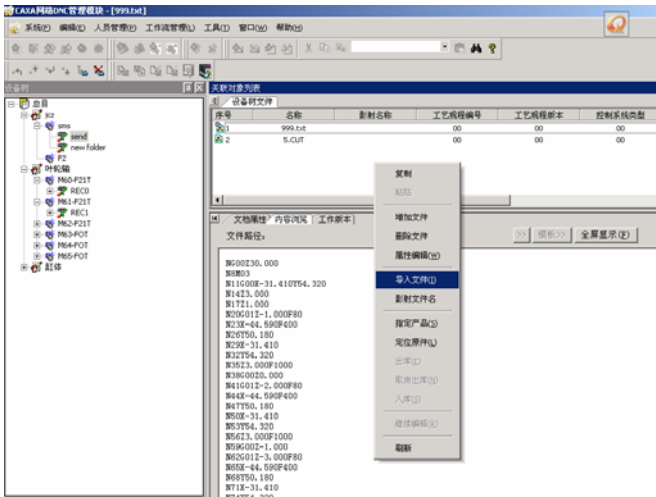 CAXA网络DNC管理模块 - [999.txt]
系统(F) 编辑(E) 人员管理(P) 工作流管理(L) 工具(T) 窗口(W) 帮助(H)
设备树
关联对象列表
总目
jcz
sms
send
new folder
F2
叶轮箱
M60-F21T
REC0
M61-F21T
REC1
M62-F21T
M63-FOT
M64-FOT
M65-FOT
缸体
设备树文件
序号 名称 影射名称 工艺规程编号 工艺规程版本 控制系统类型
1 999.txt 00 00 00
2 5.CUT 00 00 00
文档属性 内容浏览 工作版本
文件路径:
>> 模板>> 全屏显示(F)
NG00Z30.000
N8M03
N11G00X-31.410Y54.320
N14Z3.000
N17Z1.000
N20G01Z-1.000F80
N23X-44.590F400
N26Y50.180
N29X-31.410
N32Y54.320
N35Z3.000F1000
N38G00Z0.000
N41G01Z-2.000F80
N44X-44.590F400
N47Y50.180
N50X-31.410
N53Y54.320
N56Z3.000F1000
N59G00Z-1.000
N62G01Z-3.000F80
N65X-44.590F400
N68Y50.180
N71X-31.410
N74Y54.320
复制
粘贴
增加文件
删除文件
属性编辑(W)
导入文件(I)
影射文件名
指定产品(S)
定位原件(L)
出库(E)
取消出库(N)
入库(S)
继续编辑(X)
刷新